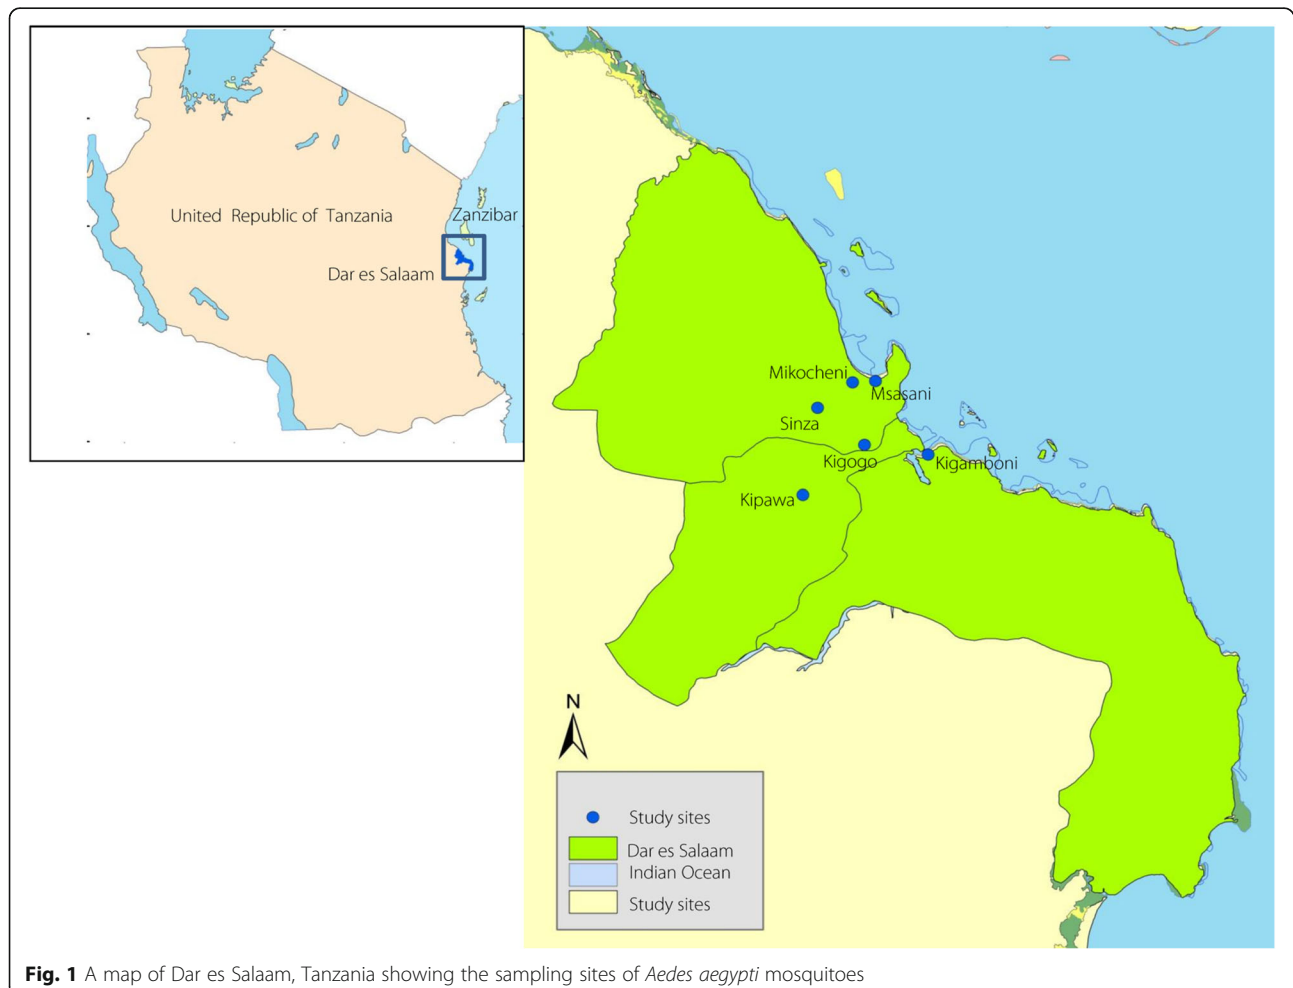 United Republic of Tanzania
Zanzibar
Dar es Salaam
Mikocheni
Msasani
Sinza
Kigogo
Kigamboni
Kipawa
N
Study sites
Dar es Salaam
Indian Ocean
Study sites
Fig. 1 A map of Dar es Salaam, Tanzania showing the sampling sites of Aedes aegypti mosquitoes